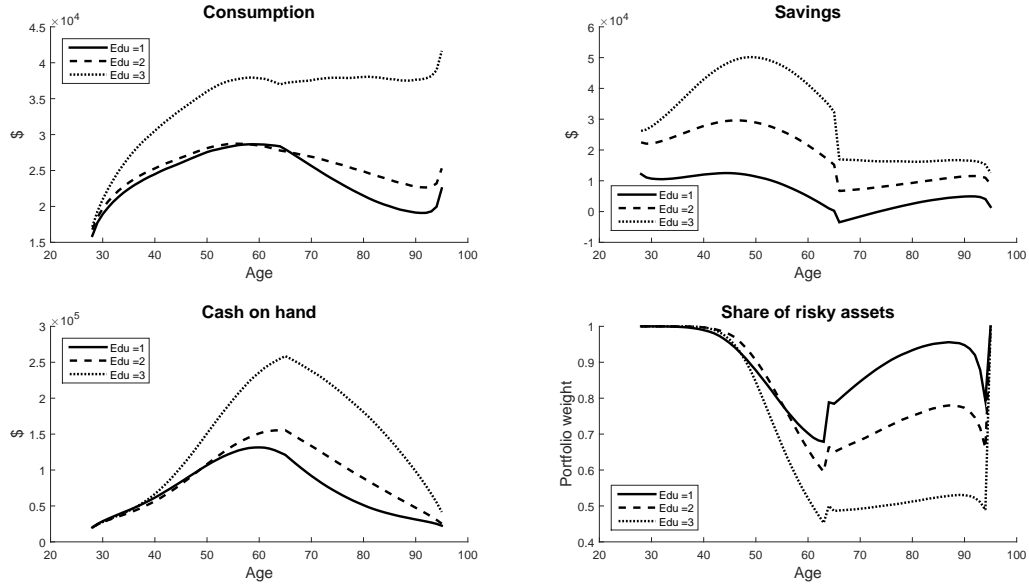 Consumption
×10⁴
4.5
4
3.5
3
2.5
2
1.5
$
Edu =1
Edu =2
Edu =3
20 30 40 50 60 70 80 90 100
Age
Savings
×10⁴
6
5
4
3
2
1
0
-1
$
Edu =1
Edu =2
Edu =3
20 30 40 50 60 70 80 90 100
Age
Cash on hand
×10⁵
3
2.5
2
1.5
1
0.5
0
$
Edu =1
Edu =2
Edu =3
20 30 40 50 60 70 80 90 100
Age
Share of risky assets
1
0.9
0.8
0.7
0.6
0.5
0.4
Portfolio weight
Edu =1
Edu =2
Edu =3
20 30 40 50 60 70 80 90 100
Age